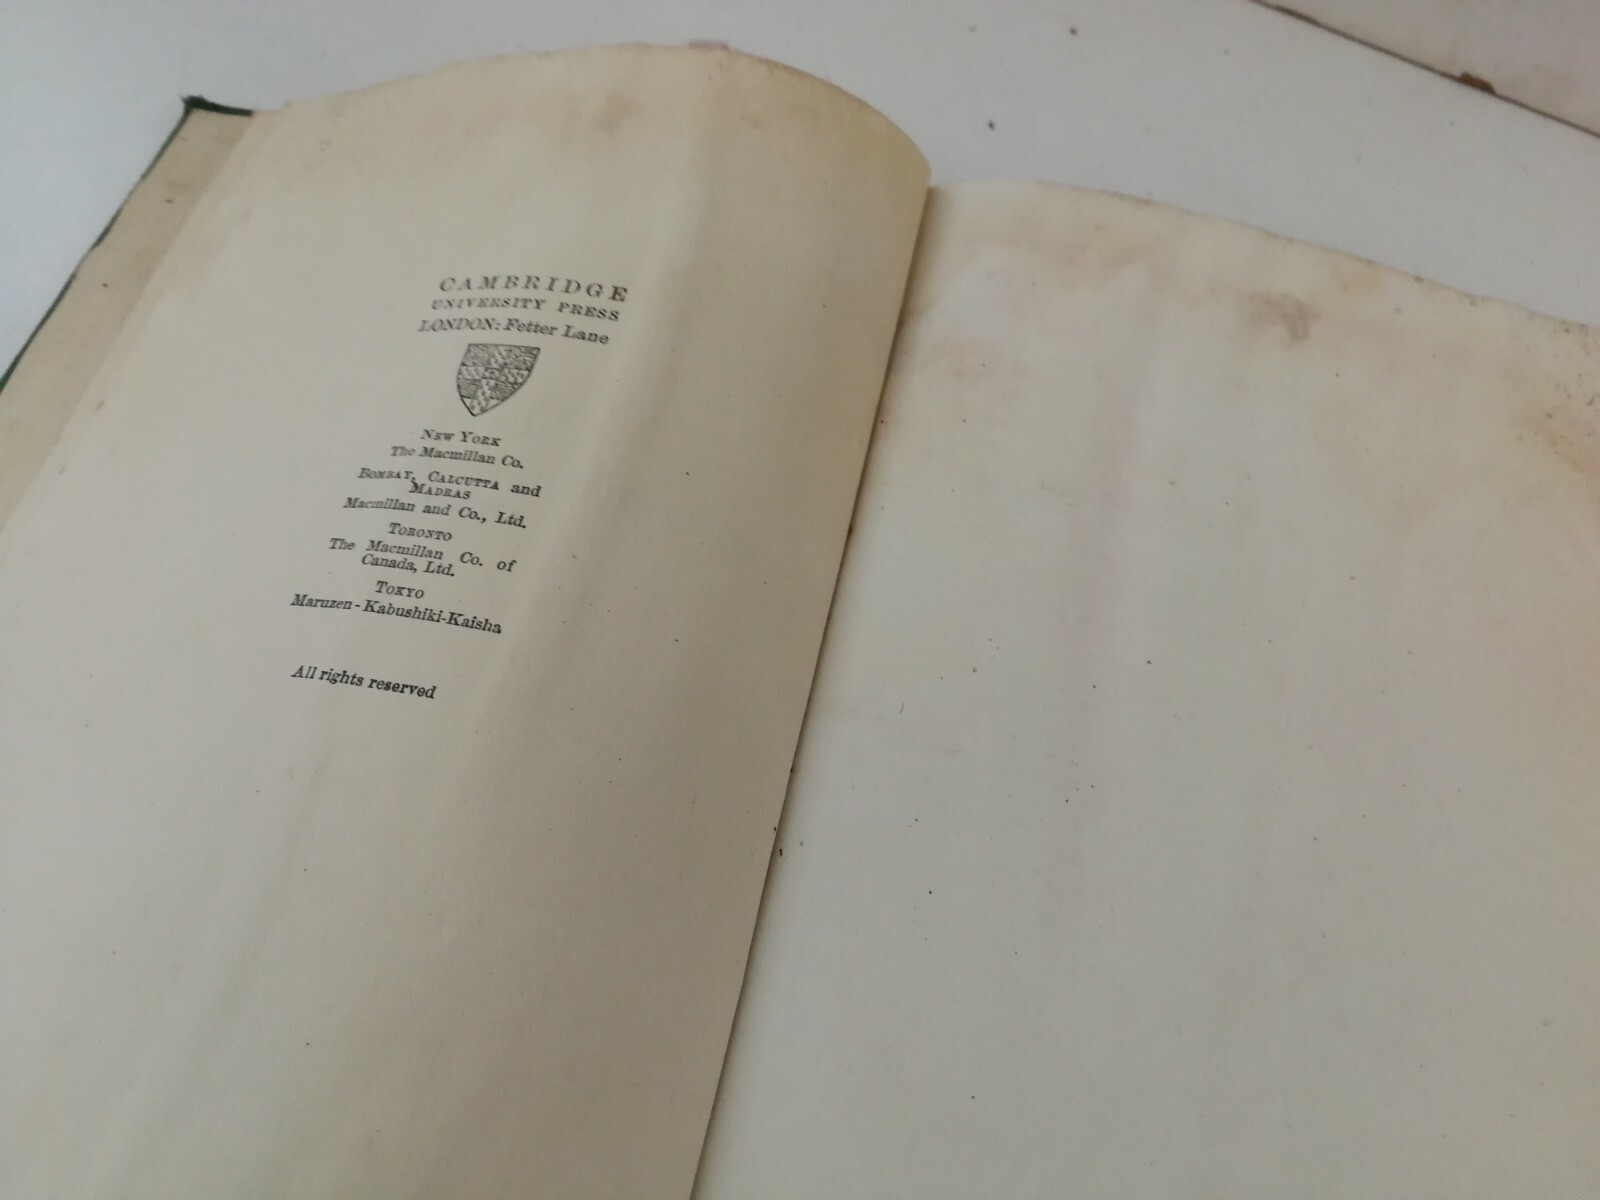 CAMBRIDGE
UNIVERSITY PRESS
LONDON: Fetter Lane
NEW YORK
The Macmillan Co.
BOMBAY, CALCUTTA and
MADRAS
Macmillan and Co., Ltd.
TORONTO
The Macmillan Co. of
Canada, Ltd.
TOKYO
Maruzen-Kabushiki-Kaisha
All rights reserved